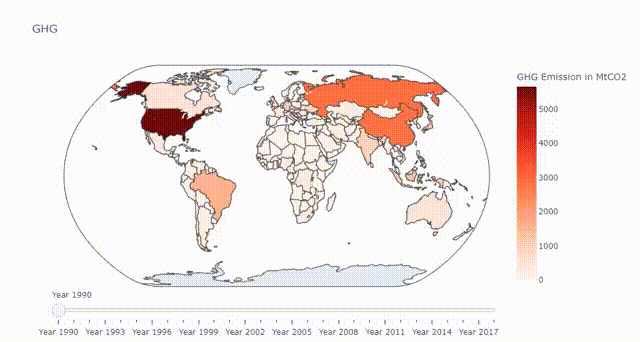 GHG
GHG Emission in MtCO2
5000
4000
3000
2000
1000
0
Year 1990
Year 1990 Year 1993 Year 1996 Year 1999 Year 2002 Year 2005 Year 2008 Year 2011 Year 2014 Year 2017